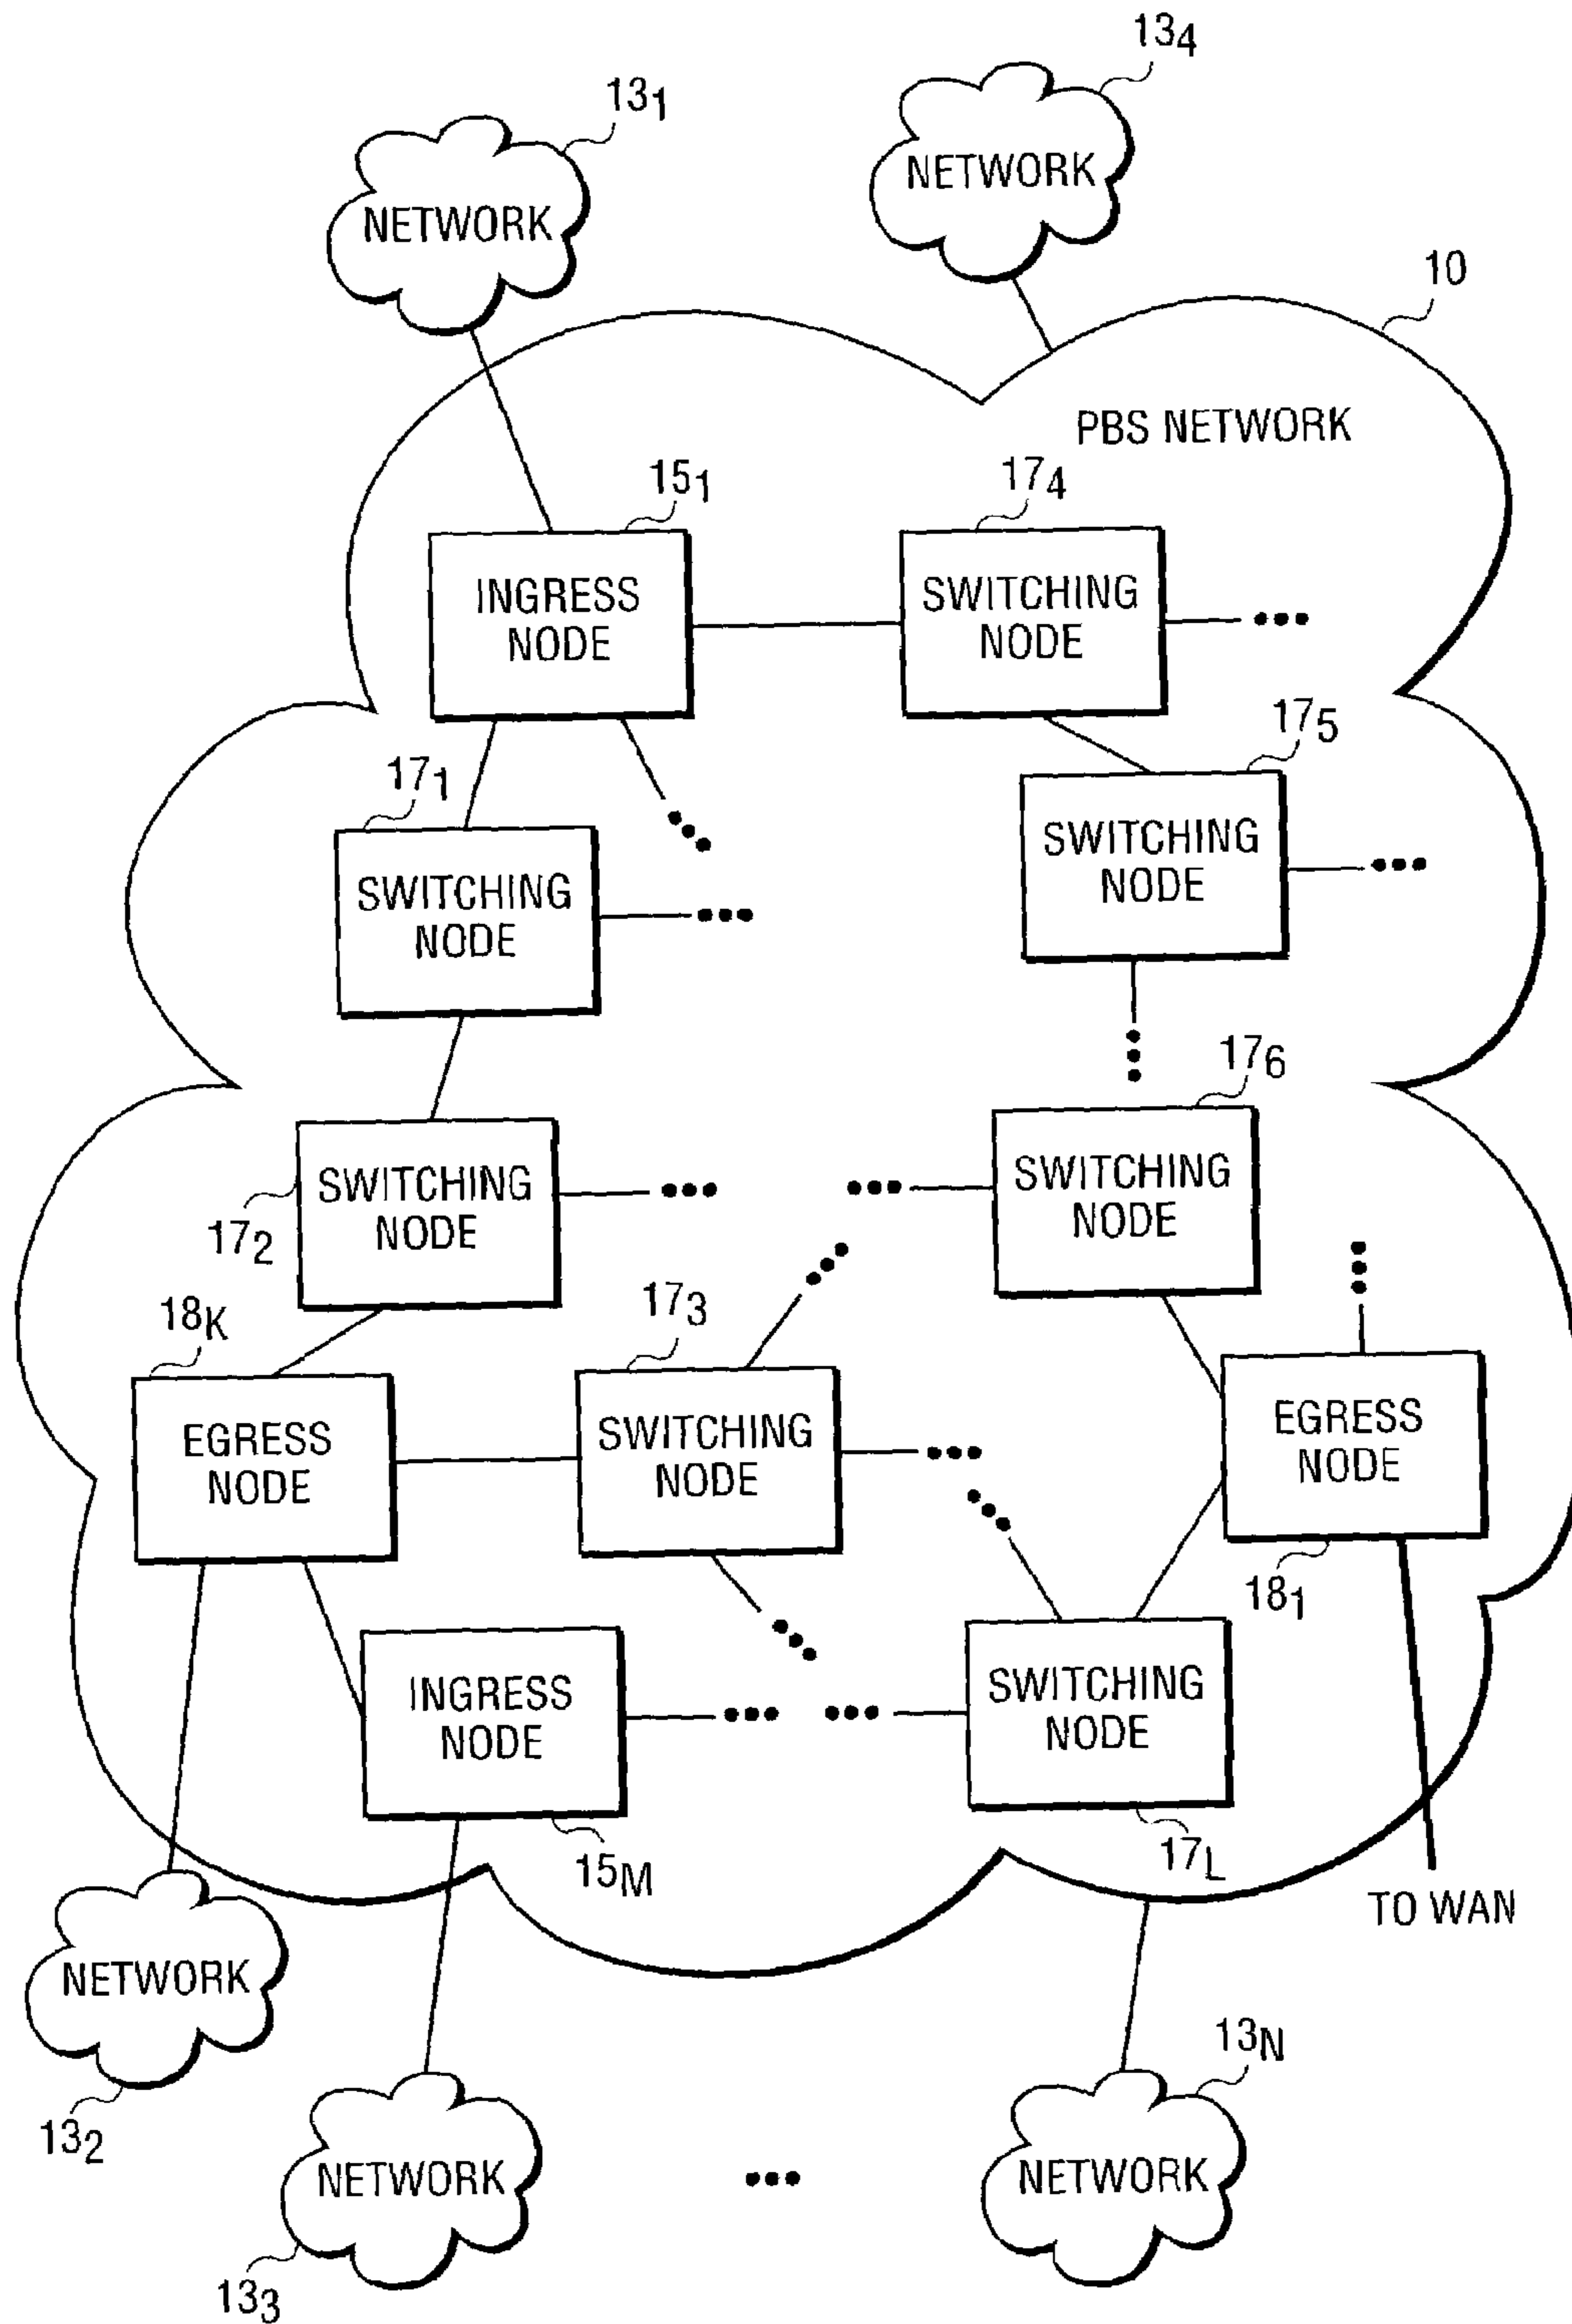 13₄
13₁
NETWORK
NETWORK
10
PBS NETWORK
15₁
17₄
INGRESS
NODE
SWITCHING
NODE
17₅
17₁
SWITCHING
NODE
SWITCHING
NODE
17₆
SWITCHING
NODE
17₂
SWITCHING
NODE
18K
17₃
EGRESS
NODE
SWITCHING
NODE
EGRESS
NODE
18₁
INGRESS
NODE
SWITCHING
NODE
15M
17L
TO WAN
NETWORK
13₂
13N
NETWORK
NETWORK
13₃